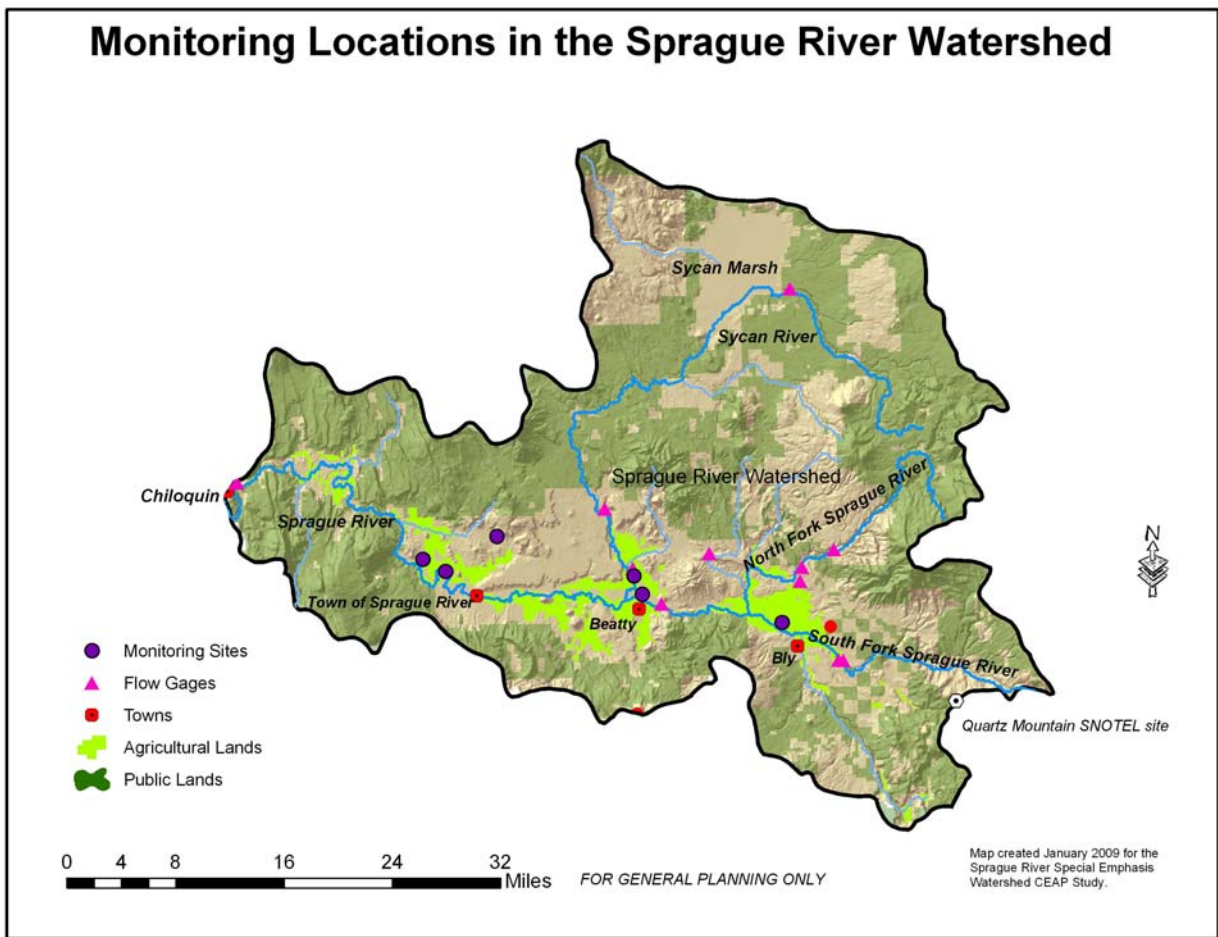 Monitoring Locations in the Sprague River Watershed
Sycan Marsh
Sycan River
Sprague River Watershed
North Fork Sprague River
Chiloquin
Sprague River
Town of Sprague River
Beatty
Bly
South Fork Sprague River
Quartz Mountain SNOTEL site
N
Monitoring Sites
Flow Gages
Towns
Agricultural Lands
Public Lands
0 4 8 16 24 32
Miles
FOR GENERAL PLANNING ONLY
Map created January 2009 for the
Sprague River Special Emphasis
Watershed CEAP Study.